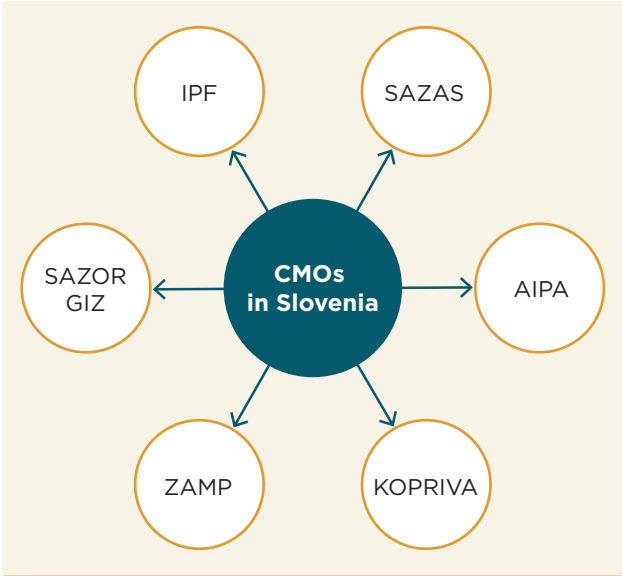 IPF
SAZAS
SAZOR
GIZ
CMOs
in Slovenia
AIPA
ZAMP
KOPRIVA